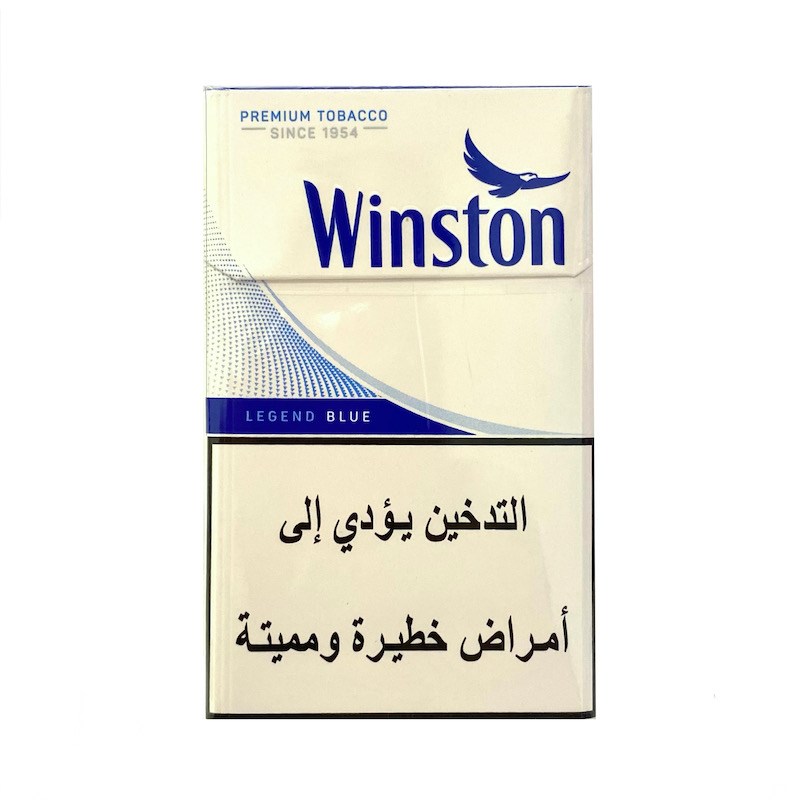 PREMIUM TOBACCO
SINCE 1954
Winston
LEGEND BLUE
التدخين يؤدي إلى
أمراض خطيرة ومميتة